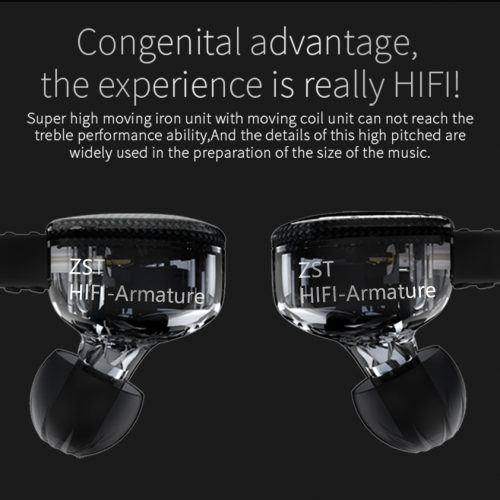 Congenital advantage,
the experience is really HIFI!
Super high moving iron unit with moving coil unit can not reach the
treble performance ability,And the details of this high pitched are
widely used in the preparation of the size of the music.
ZST
HIFI-Armature
ZST
HIFI-Armature